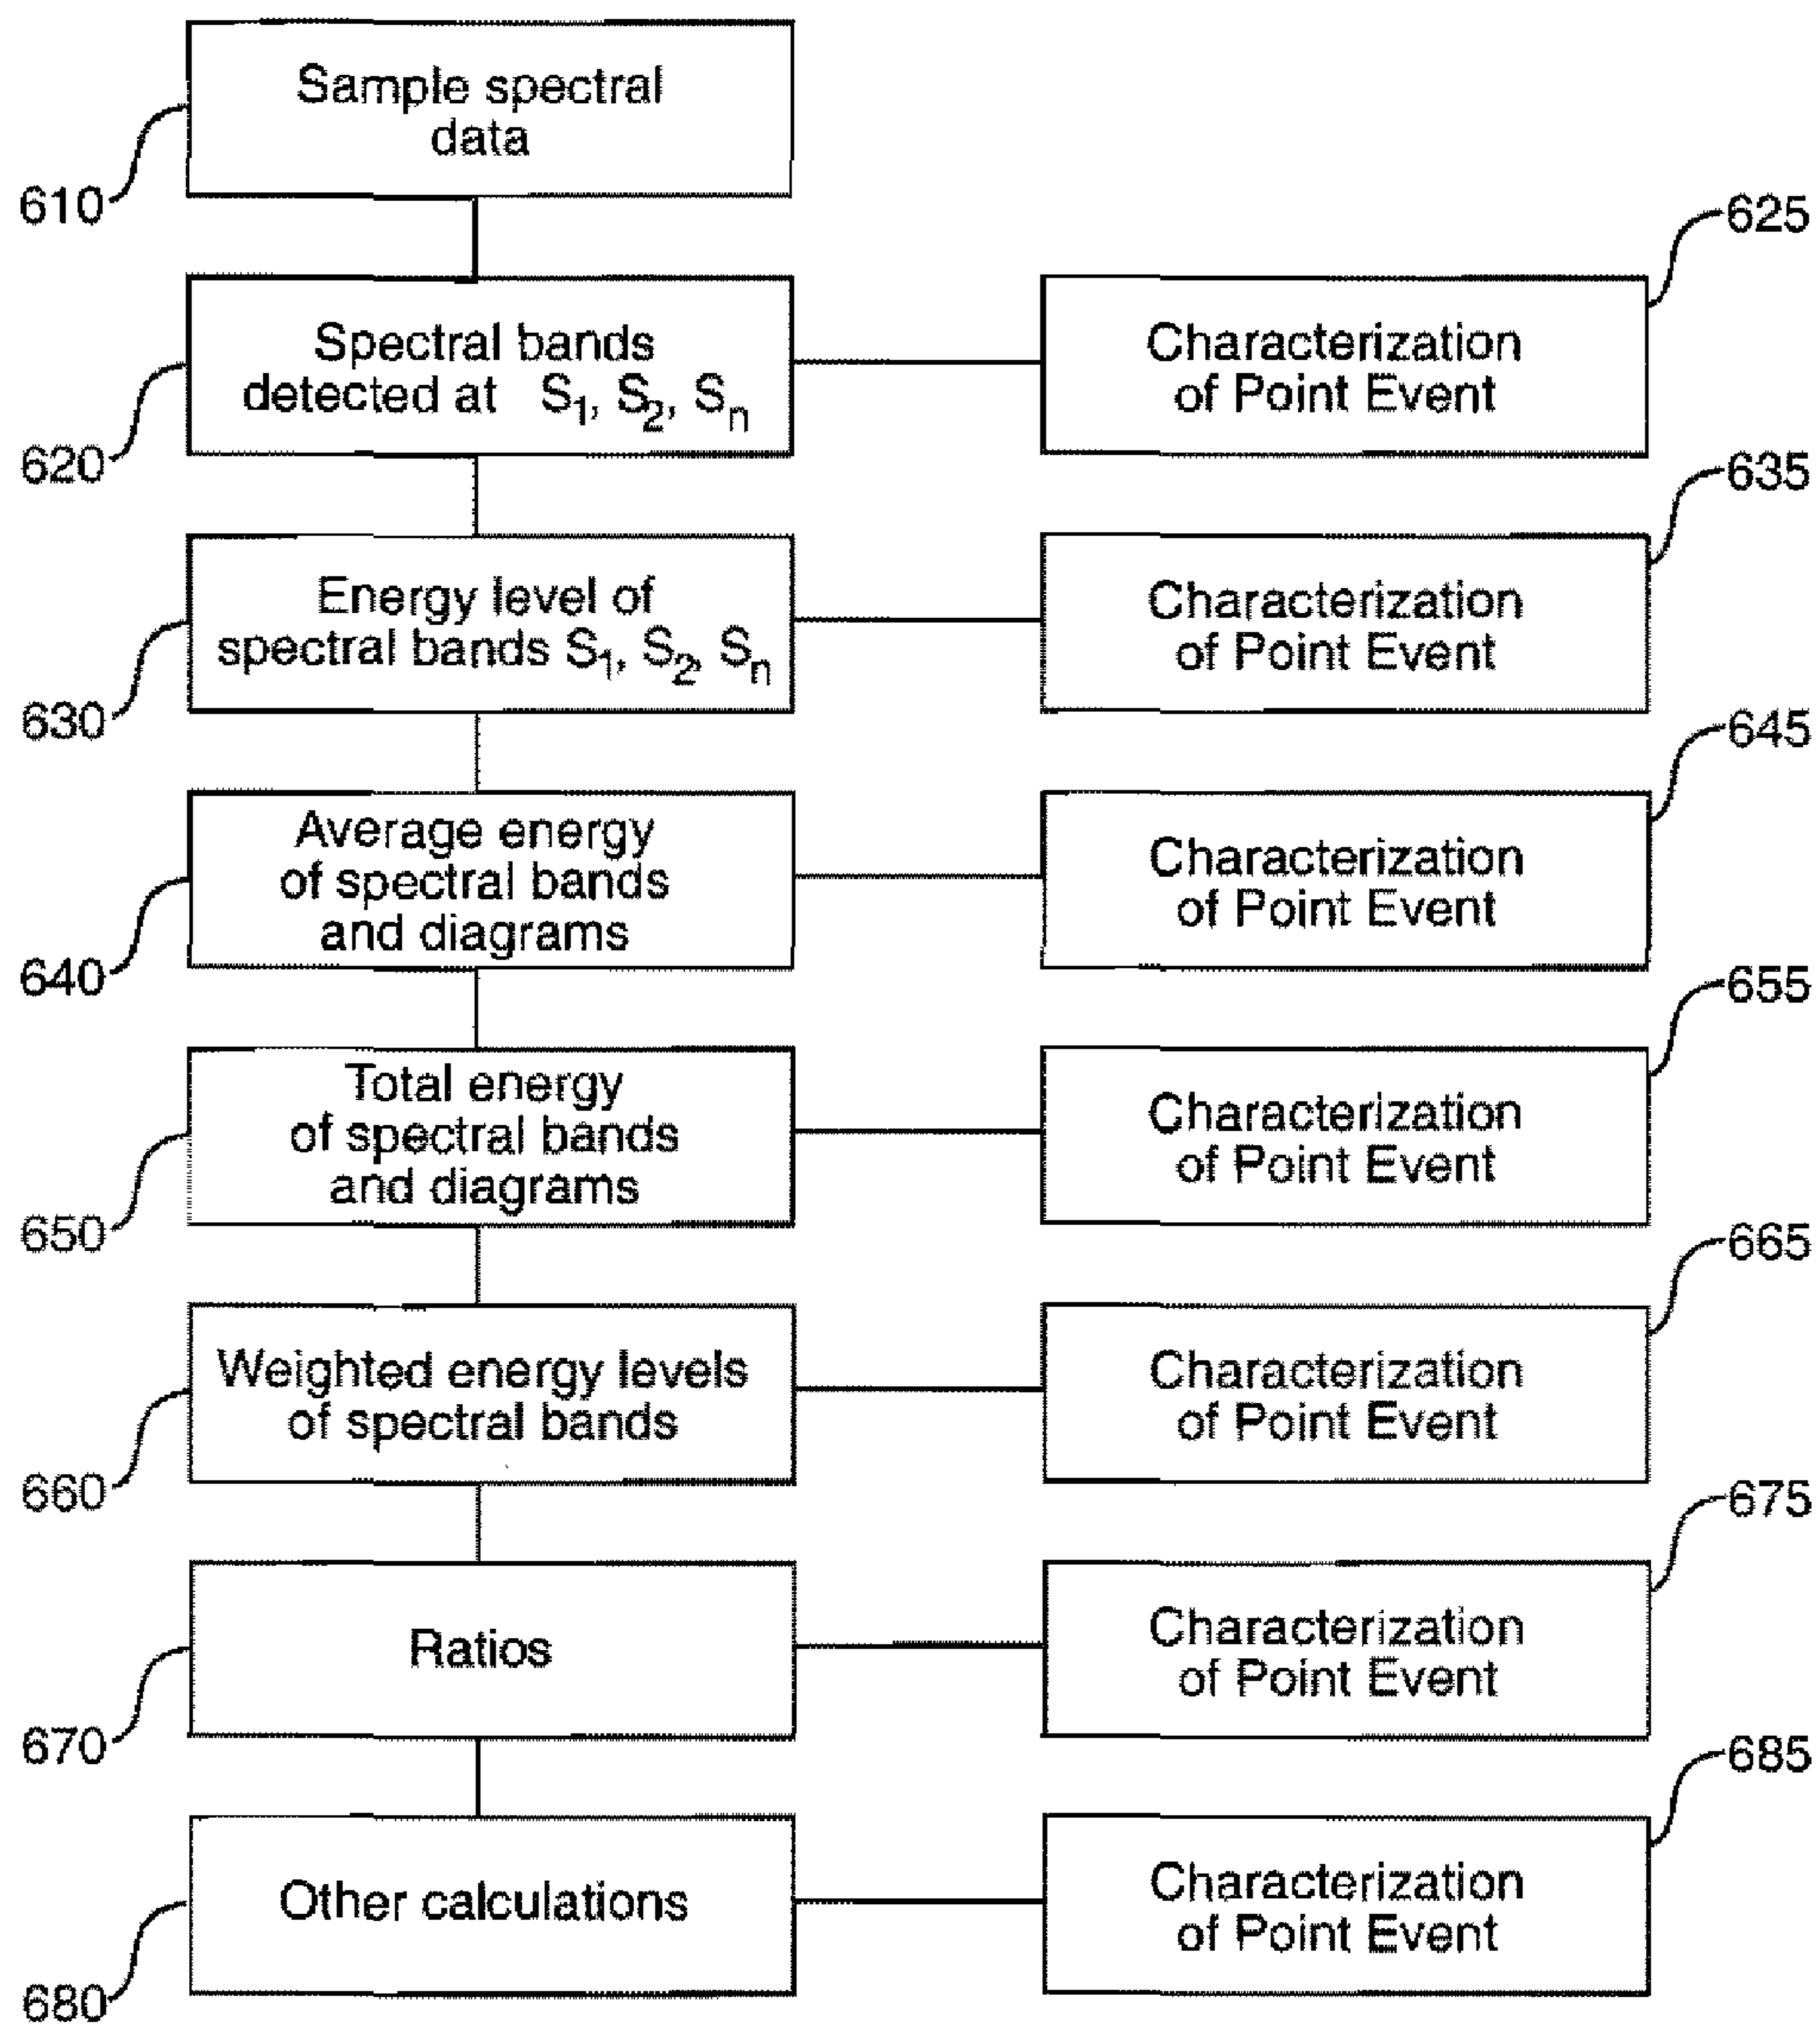 Sample spectral
data
610
625
Spectral bands
detected at S1, S2, Sn
Characterization
of Point Event
620
635
Energy level of
spectral bands S1, S2, Sn
Characterization
of Point Event
630
645
Average energy
of spectral bands
and diagrams
Characterization
of Point Event
640
655
Total energy
of spectral bands
and diagrams
Characterization
of Point Event
650
665
Weighted energy levels
of spectral bands
Characterization
of Point Event
660
675
Ratios
Characterization
of Point Event
670
685
Other calculations
Characterization
of Point Event
680